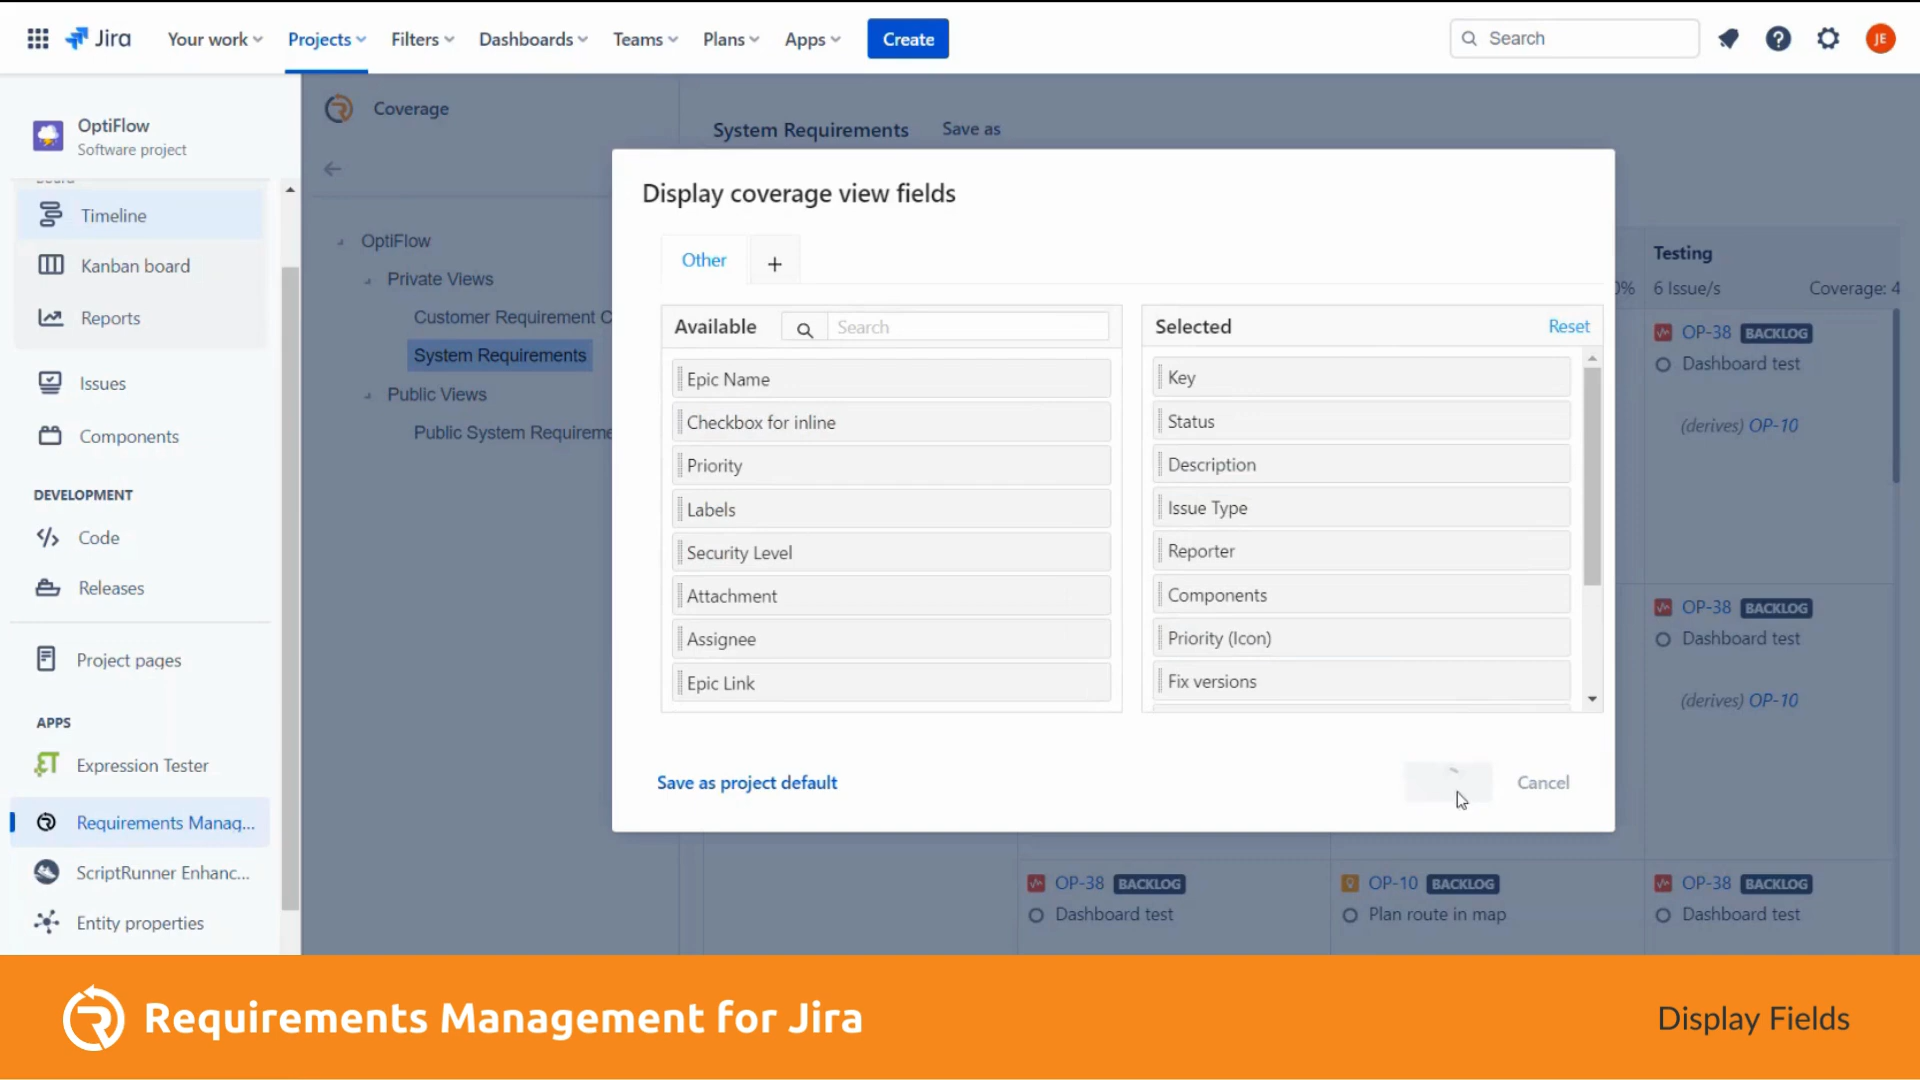 Jira
Your work
Projects
Filters
Dashboards
Teams
Plans
Apps
Create
Search
JE
OptiFlow
Software project
Timeline
Kanban board
Reports
Issues
Components
DEVELOPMENT
Code
Releases
Project pages
APPS
Expression Tester
Requirements Manag...
ScriptRunner Enhanc...
Entity properties
Coverage
OptiFlow
Private Views
Customer Requirement C
System Requirements
Public Views
Public System Requireme
System Requirements
Save as
Display coverage view fields
Other
+
Available
Search
Epic Name
Checkbox for inline
Priority
Labels
Security Level
Attachment
Assignee
Epic Link
Selected
Reset
Key
Status
Description
Issue Type
Reporter
Components
Priority (Icon)
Fix versions
Save as project default
Cancel
Testing
6 Issue/s
Coverage: 4
OP-38 BACKLOG
Dashboard test
(derives) OP-10
OP-38 BACKLOG
Dashboard test
(derives) OP-10
OP-38 BACKLOG
Dashboard test
OP-10 BACKLOG
Plan route in map
OP-38 BACKLOG
Dashboard test
Requirements Management for Jira
Display Fields